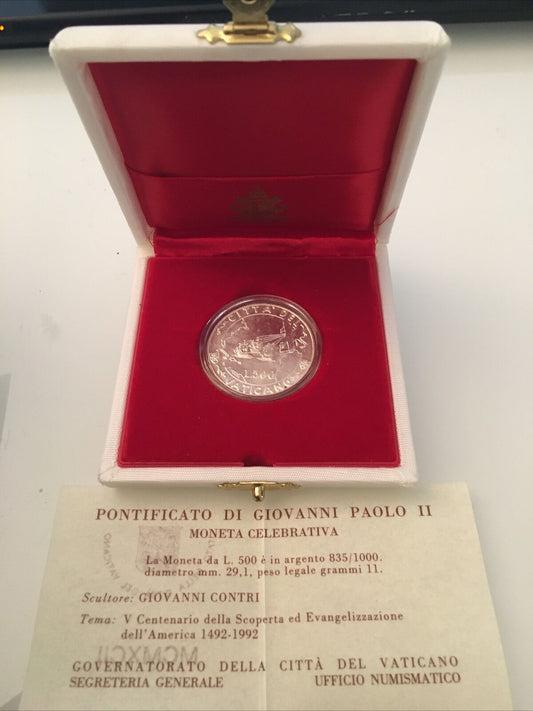 CITTA' DEL
L.500
VATICANO
PONTIFICATO DI GIOVANNI PAOLO II
MONETA CELEBRATIVA
La Moneta da L. 500 è in argento 835/1000.
diametro mm. 29,1, peso legale grammi 11.
Scultore: GIOVANNI CONTRI
Tema: V Centenario della Scoperta ed Evangelizzazione
dell'America 1492-1992
MCMXCII
GOVERNATORATO DELLA CITTÀ DEL VATICANO
SEGRETERIA GENERALE UFFICIO NUMISMATICO